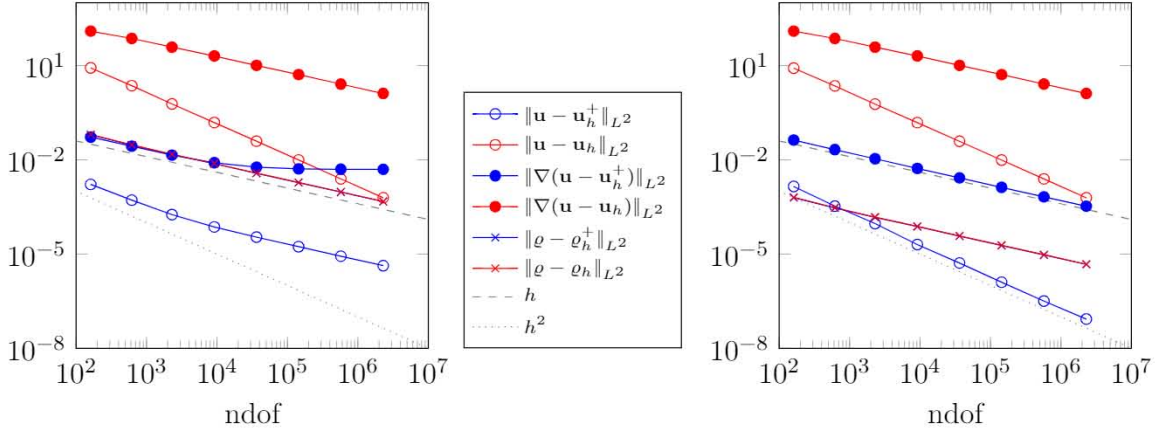 10^1
10^{-2}
10^{-5}
10^{-8}
10^2 10^3 10^4 10^5 10^6 10^7
ndof
‖𝐮 − 𝐮_h^+‖_{L^2}
‖𝐮 − 𝐮_h‖_{L^2}
‖∇(𝐮 − 𝐮_h^+)‖_{L^2}
‖∇(𝐮 − 𝐮_h)‖_{L^2}
‖ϱ − ϱ_h^+‖_{L^2}
‖ϱ − ϱ_h‖_{L^2}
h
h^2
10^1
10^{-2}
10^{-5}
10^{-8}
10^2 10^3 10^4 10^5 10^6 10^7
ndof